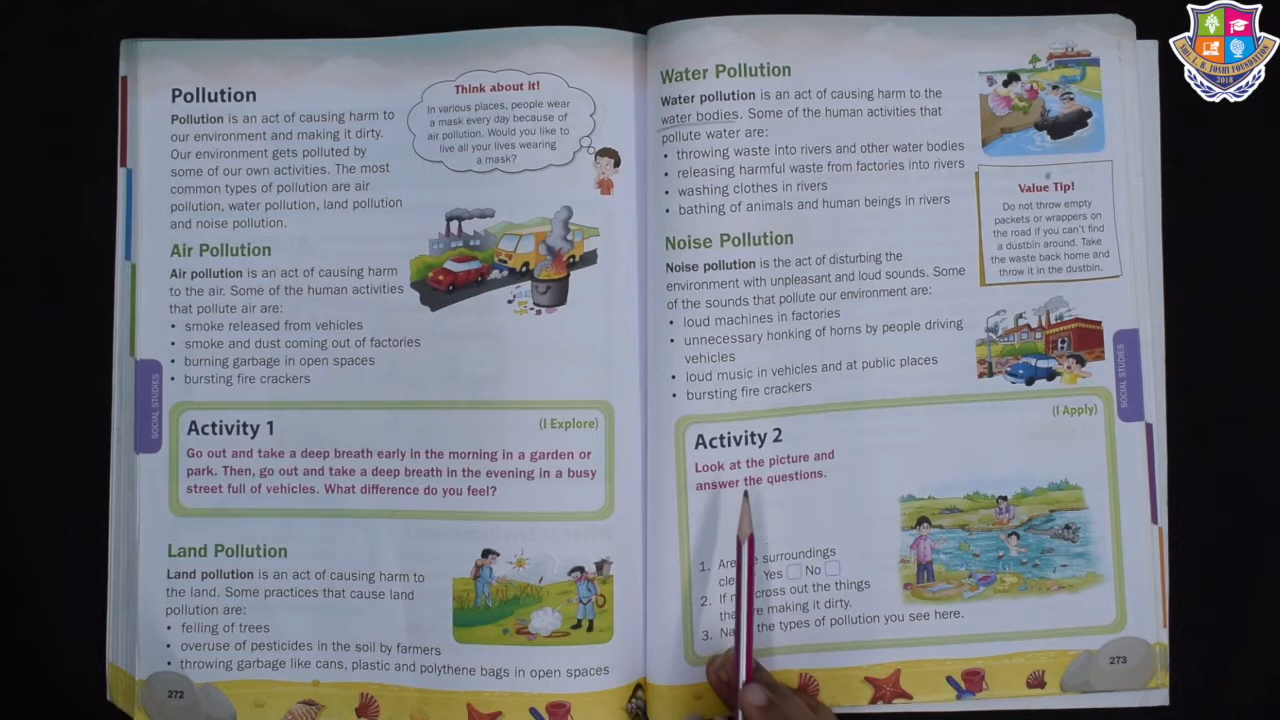 Pollution
Pollution is an act of causing harm to
our environment and making it dirty.
Our environment gets polluted by
some of our own activities. The most
common types of pollution are air
pollution, water pollution, land pollution
and noise pollution.
Think about it!
In various places, people wear
a mask every day because of
air pollution. Would you like to
live all your lives wearing
a mask?
Air Pollution
Air pollution is an act of causing harm
to the air. Some of the human activities
that pollute air are:
• smoke released from vehicles
• smoke and dust coming out of factories
• burning garbage in open spaces
• bursting fire crackers
SOCIAL STUDIES
Activity 1
(I Explore)
Go out and take a deep breath early in the morning in a garden or
park. Then, go out and take a deep breath in the evening in a busy
street full of vehicles. What difference do you feel?
Land Pollution
Land pollution is an act of causing harm to
the land. Some practices that cause land
pollution are:
• felling of trees
• overuse of pesticides in the soil by farmers
• throwing garbage like cans, plastic and polythene bags in open spaces
272
Water Pollution
Water pollution is an act of causing harm to the
water bodies. Some of the human activities that
pollute water are:
• throwing waste into rivers and other water bodies
• releasing harmful waste from factories into rivers
• washing clothes in rivers
• bathing of animals and human beings in rivers
Value Tip!
Do not throw empty
packets or wrappers on
the road if you can't find
a dustbin around. Take
the waste back home and
throw it in the dustbin.
Noise Pollution
Noise pollution is the act of disturbing the
environment with unpleasant and loud sounds. Some
of the sounds that pollute our environment are:
• loud machines in factories
• unnecessary honking of horns by people driving
vehicles
• loud music in vehicles and at public places
• bursting fire crackers
SOCIAL STUDIES
Activity 2
(I Apply)
Look at the picture and
answer the questions.
1. Are surroundings
Yes No
2. If cross out the things
making it dirty.
3. the types of pollution you see here.
273
SMT. L. B. JOSHI FOUNDATION
2018